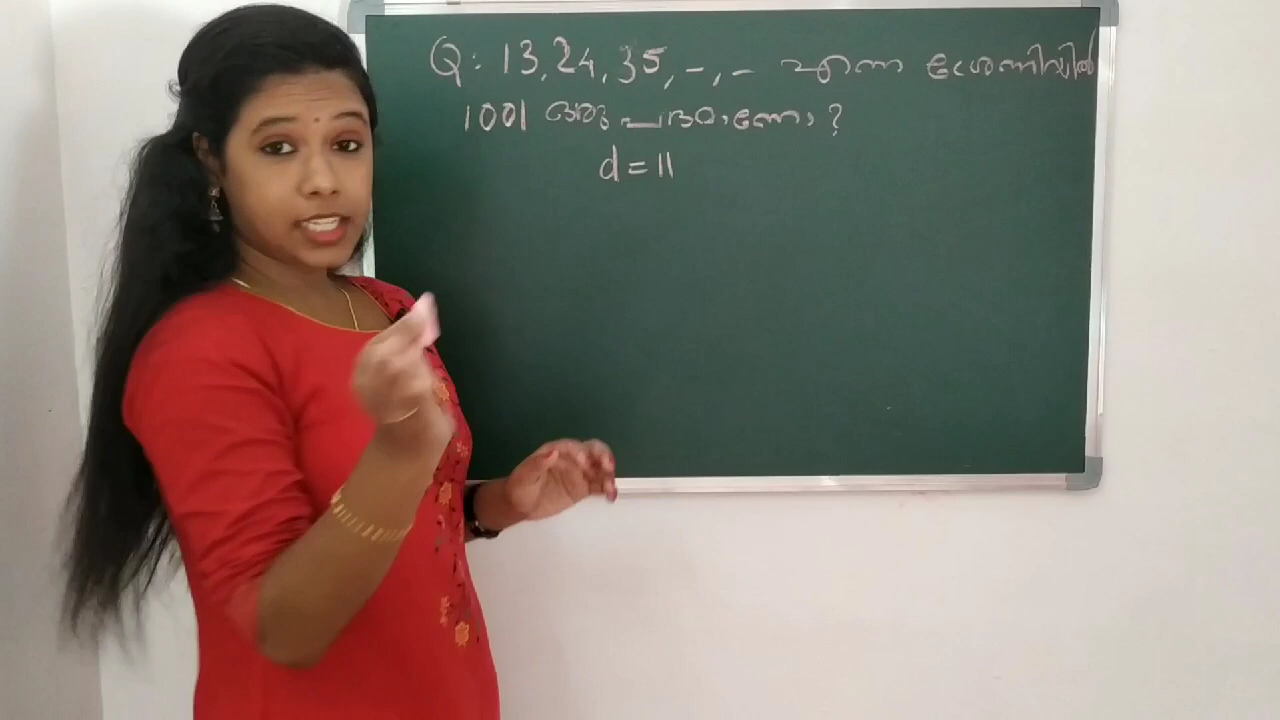 Q: 13, 24, 35, -, - എന്ന ശ്രേണിയിൽ
1001 ഒരു പദമാണോ ?
d = 11